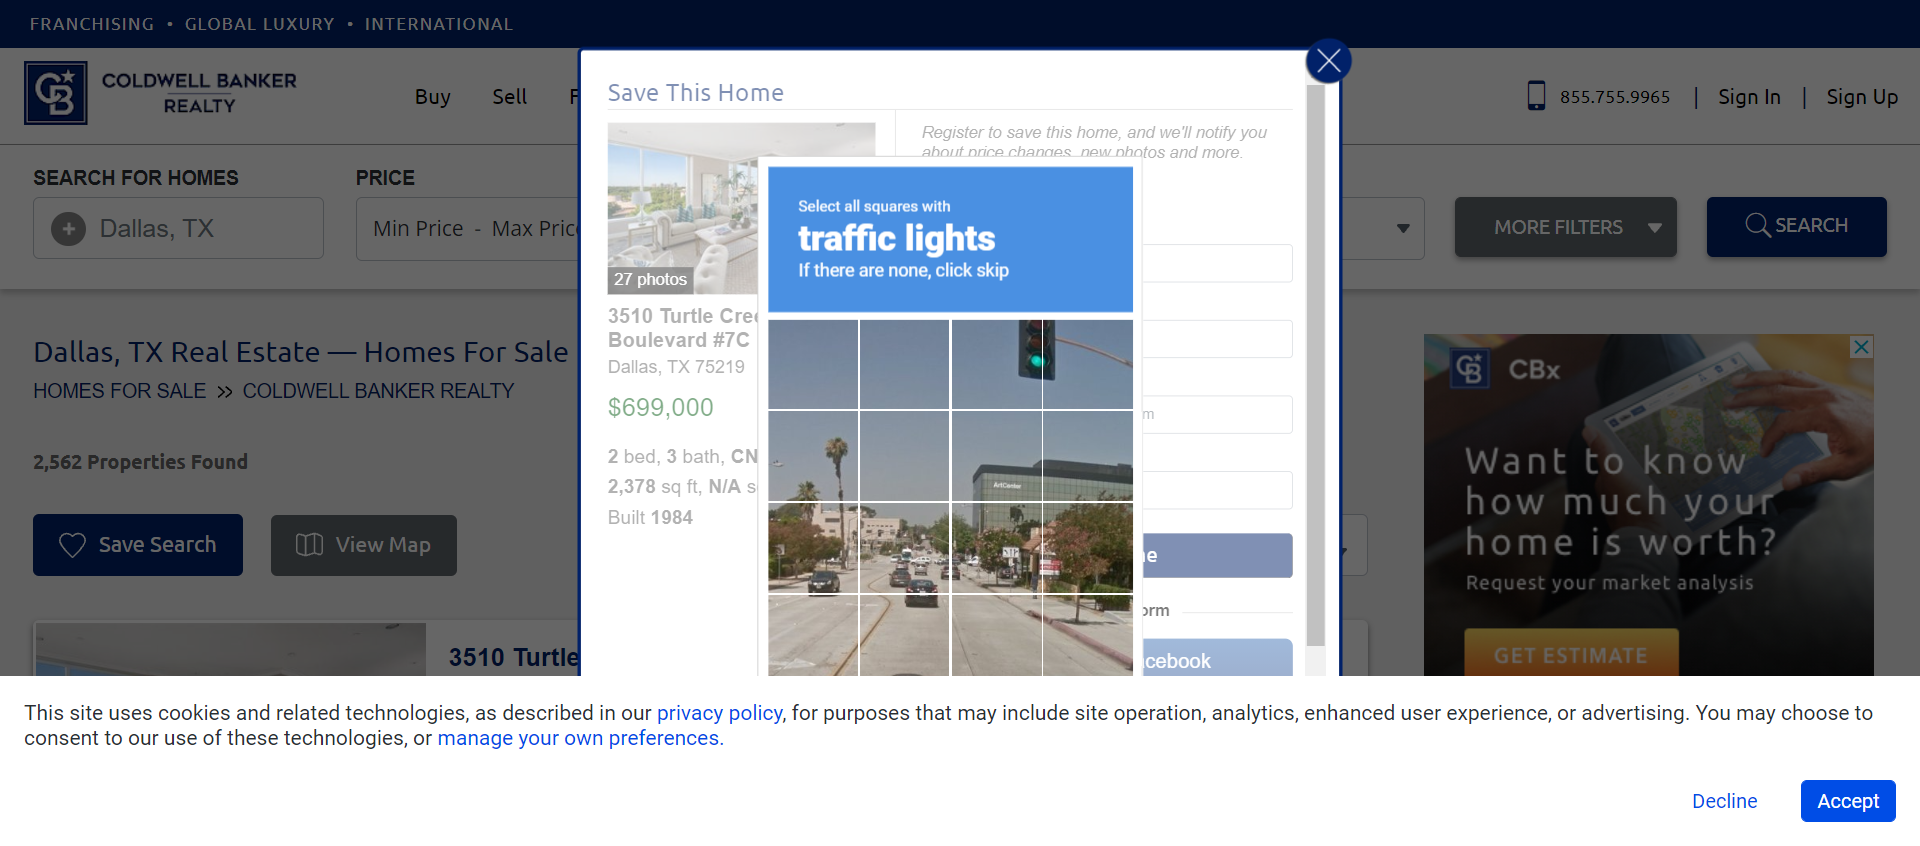 FRANCHISING • GLOBAL LUXURY • INTERNATIONAL
COLDWELL BANKER
REALTY
Buy
Sell
855.755.9965 | Sign In | Sign Up
SEARCH FOR HOMES
PRICE
Dallas, TX
Min Price - Max Pric
MORE FILTERS
SEARCH
Dallas, TX Real Estate — Homes For Sale
HOMES FOR SALE » COLDWELL BANKER REALTY
2,562 Properties Found
Save Search
View Map
3510 Turtle
Save This Home
Register to save this home, and we'll notify you
about price changes, new photos and more.
27 photos
3510 Turtle Cree
Boulevard #7C
Dallas, TX 75219
$699,000
2 bed, 3 bath, CN
2,378 sq ft, N/A s
Built 1984
Select all squares with
traffic lights
If there are none, click skip
ArtCenter
m
e
orm
acebook
CB
CBx
Want to know
how much your
home is worth?
Request your market analysis
GET ESTIMATE
This site uses cookies and related technologies, as described in our privacy policy, for purposes that may include site operation, analytics, enhanced user experience, or advertising. You may choose to
consent to our use of these technologies, or manage your own preferences.
Decline
Accept